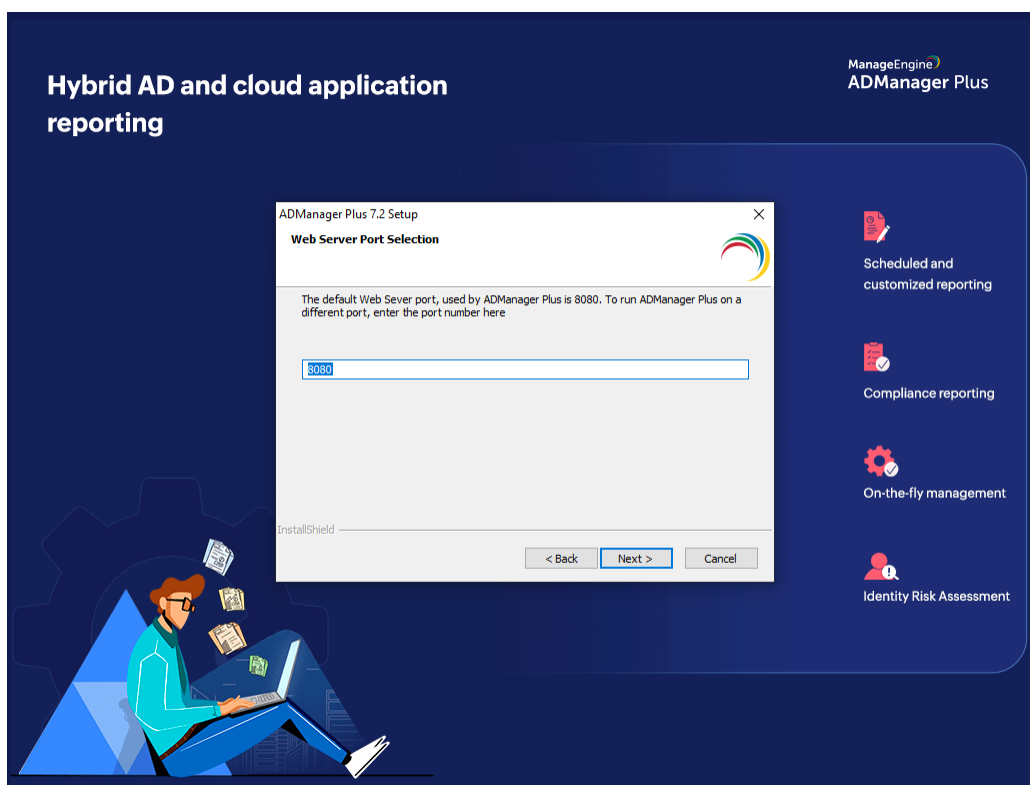 Hybrid AD and cloud application
reporting
ManageEngine
ADManager Plus
ADManager Plus 7.2 Setup
Web Server Port Selection
The default Web Sever port, used by ADManager Plus is 8080. To run ADManager Plus on a
different port, enter the port number here
8080
InstallShield
< Back
Next >
Cancel
Scheduled and
customized reporting
Compliance reporting
On-the-fly management
Identity Risk Assessment